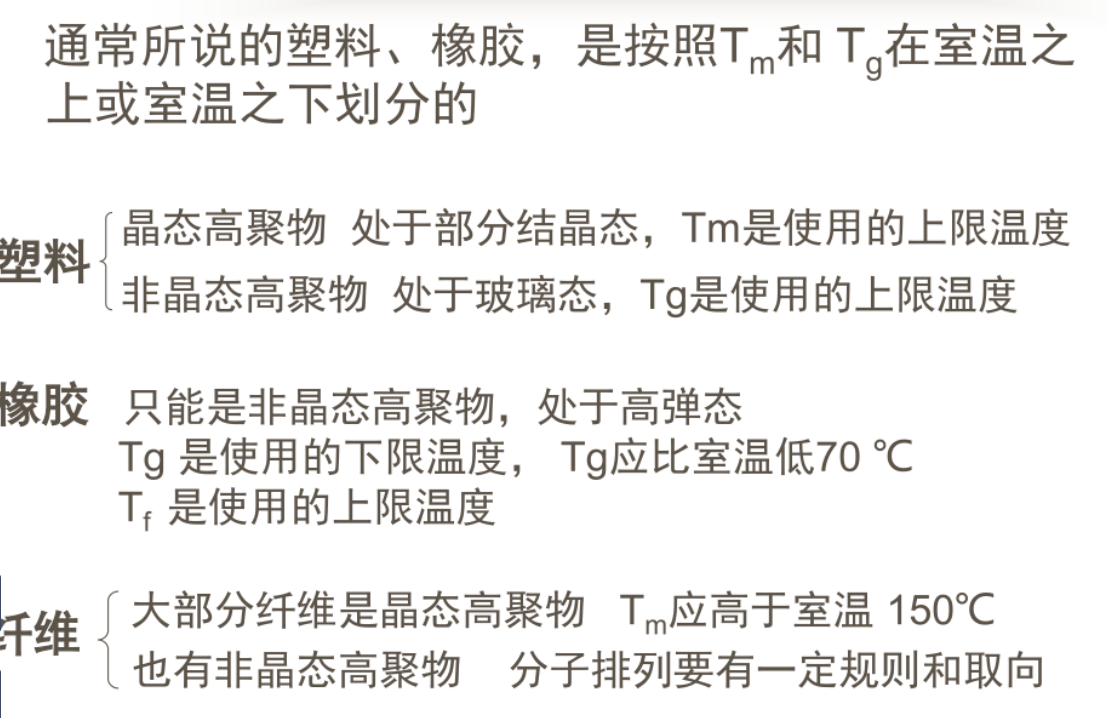 通常所说的塑料、橡胶，是按照Tm和 Tg在室温之
上或室温之下划分的
塑料
晶态高聚物 处于部分结晶态，Tm是使用的上限温度
非晶态高聚物 处于玻璃态，Tg是使用的上限温度
橡胶 只能是非晶态高聚物，处于高弹态
Tg 是使用的下限温度， Tg应比室温低70 ℃
Tf 是使用的上限温度
纤维
大部分纤维是晶态高聚物 Tm应高于室温 150℃
也有非晶态高聚物 分子排列要有一定规则和取向